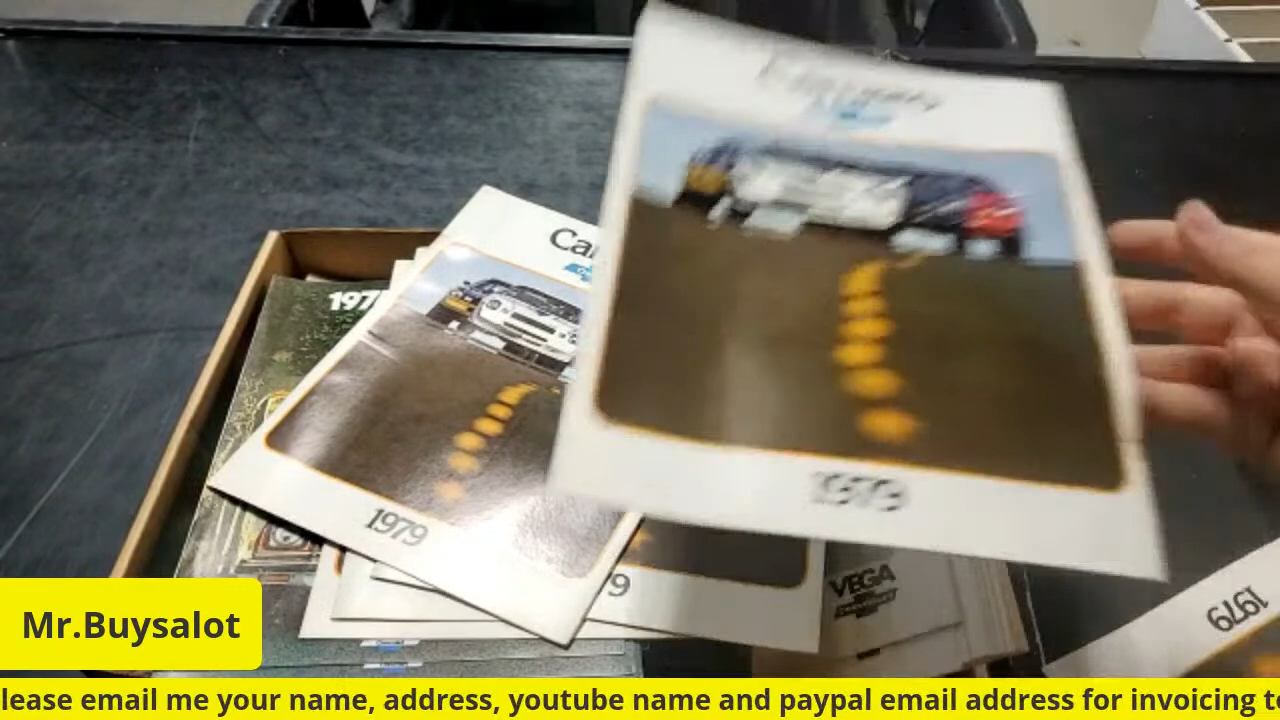 197
Ca
1979
1979
9
VEGA
1979
Mr.Buysalot
lease email me your name, address, youtube name and paypal email address for invoicing t